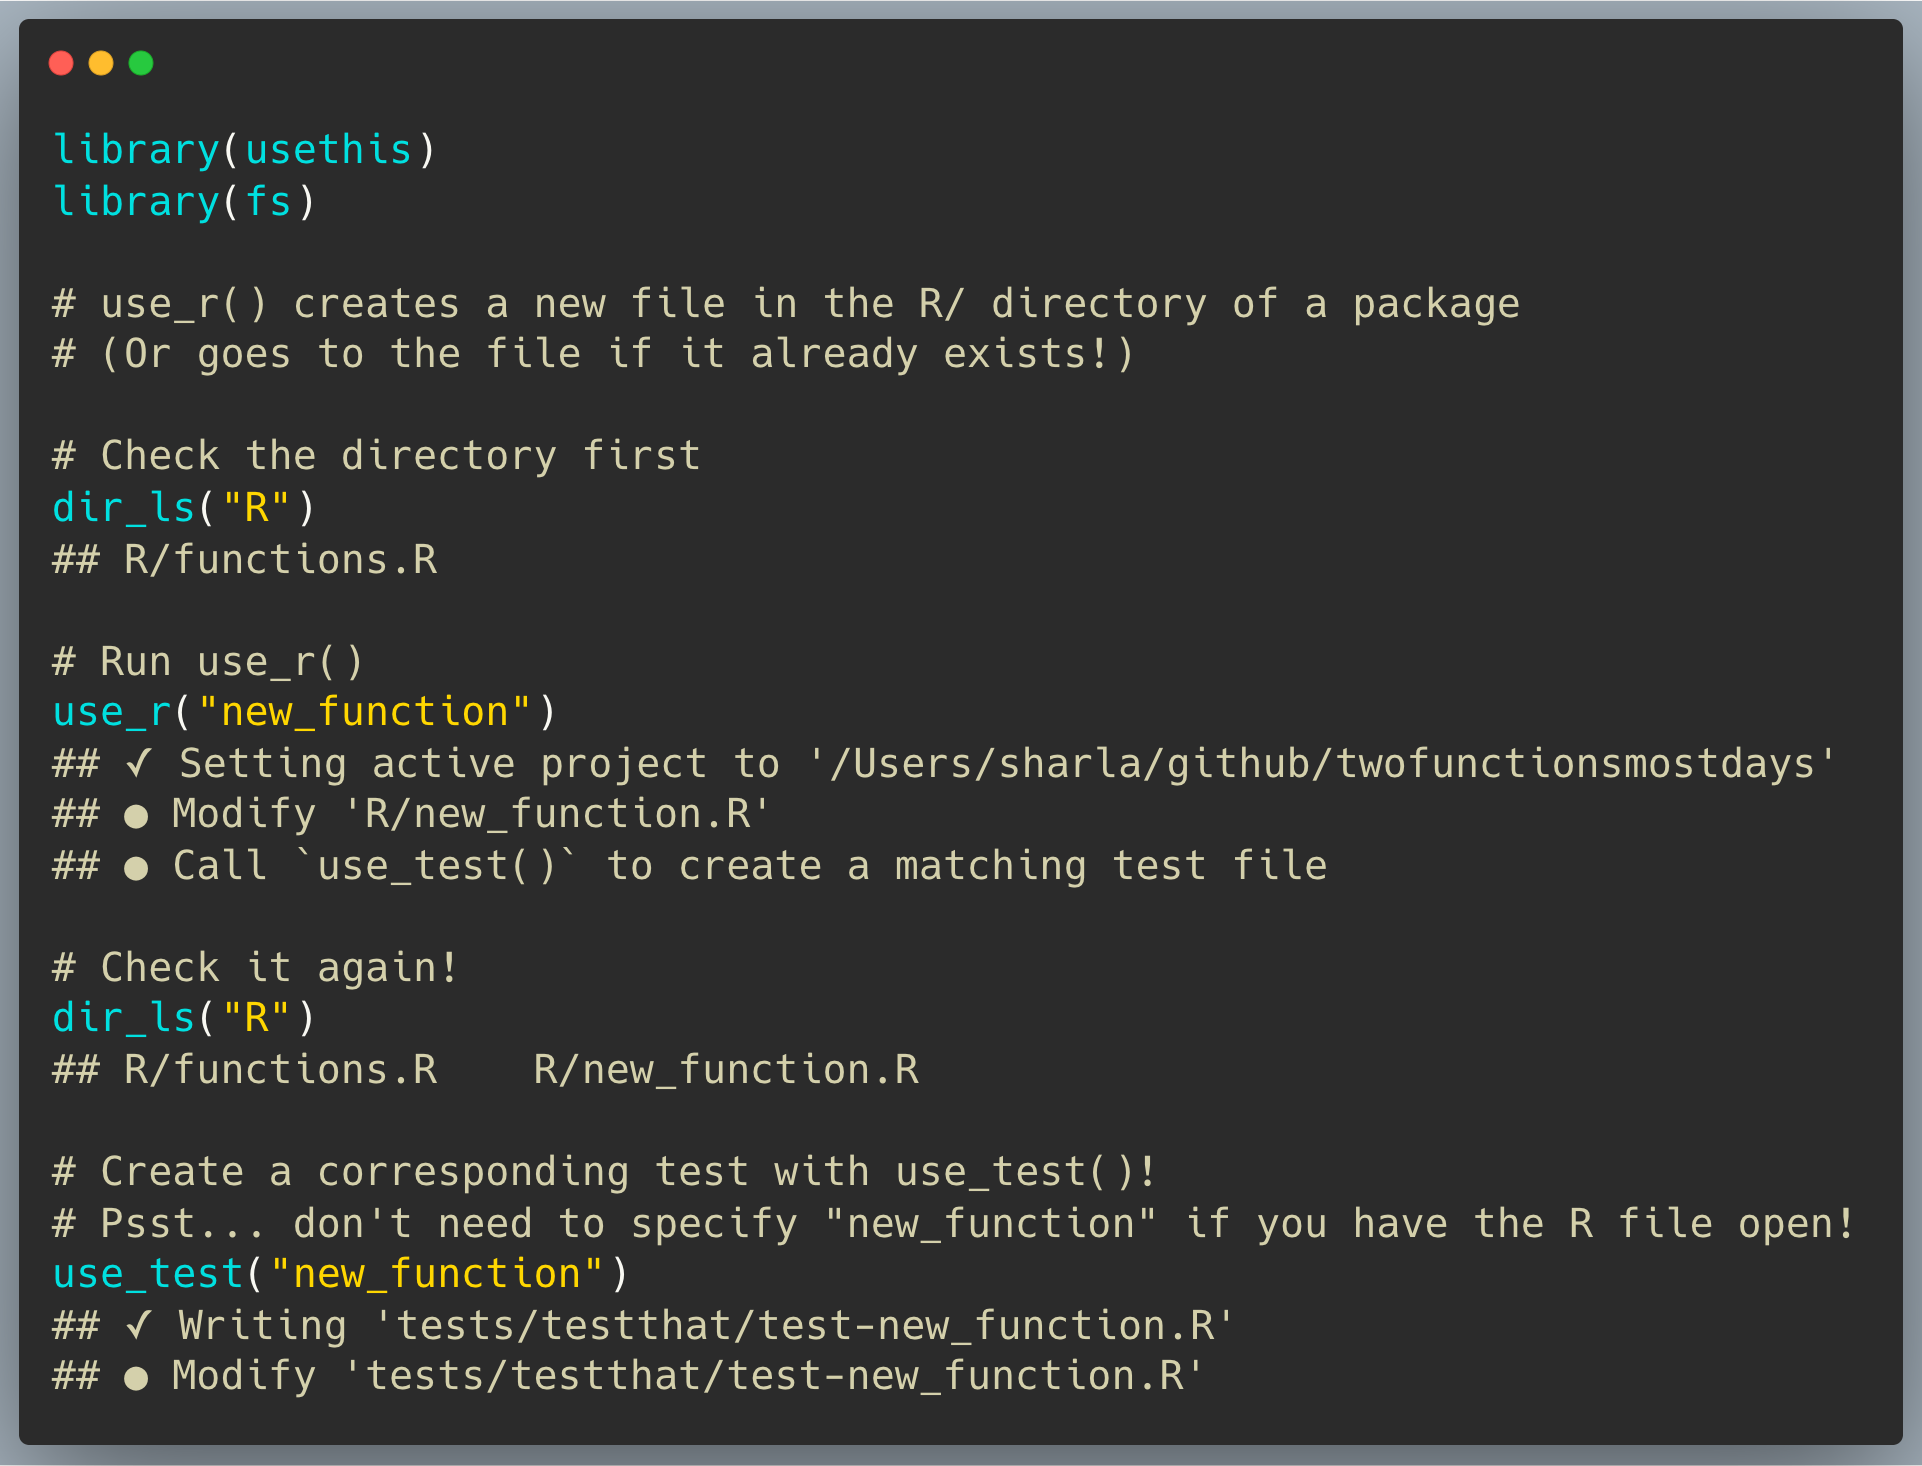 library(usethis)
library(fs)
# use_r() creates a new file in the R/ directory of a package
# (Or goes to the file if it already exists!)
# Check the directory first
dir_ls("R")
## R/functions.R
# Run use_r()
use_r("new_function")
## ✓ Setting active project to '/Users/sharla/github/twofunctionsmostdays'
## ● Modify 'R/new_function.R'
## ● Call `use_test()` to create a matching test file
# Check it again!
dir_ls("R")
## R/functions.R    R/new_function.R
# Create a corresponding test with use_test()!
# Psst... don't need to specify "new_function" if you have the R file open!
use_test("new_function")
## ✓ Writing 'tests/testthat/test-new_function.R'
## ● Modify 'tests/testthat/test-new_function.R'